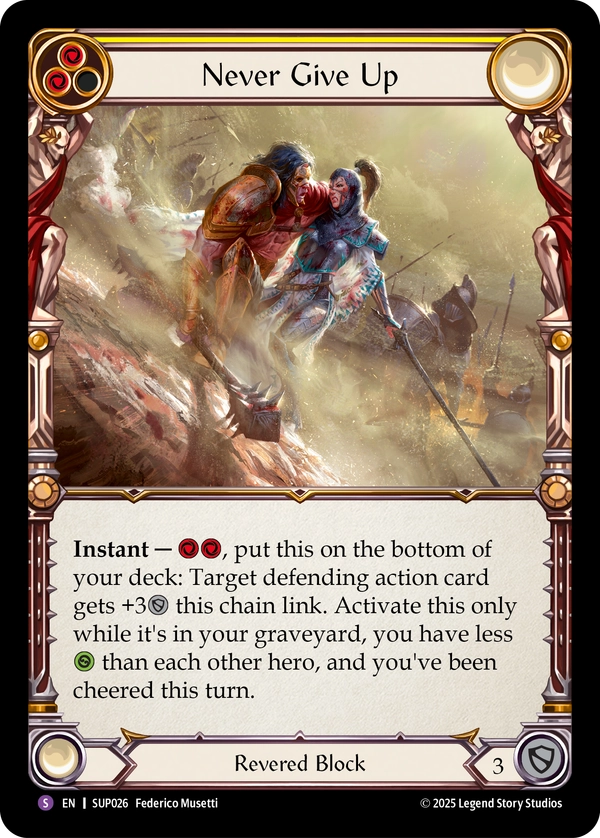 Never Give Up
Instant — , put this on the bottom of
your deck: Target defending action card
gets +3 this chain link. Activate this only
while it's in your graveyard, you have less
than each other hero, and you've been
cheered this turn.
Revered Block
3
S EN | SUP026 Federico Musetti
© 2025 Legend Story Studios